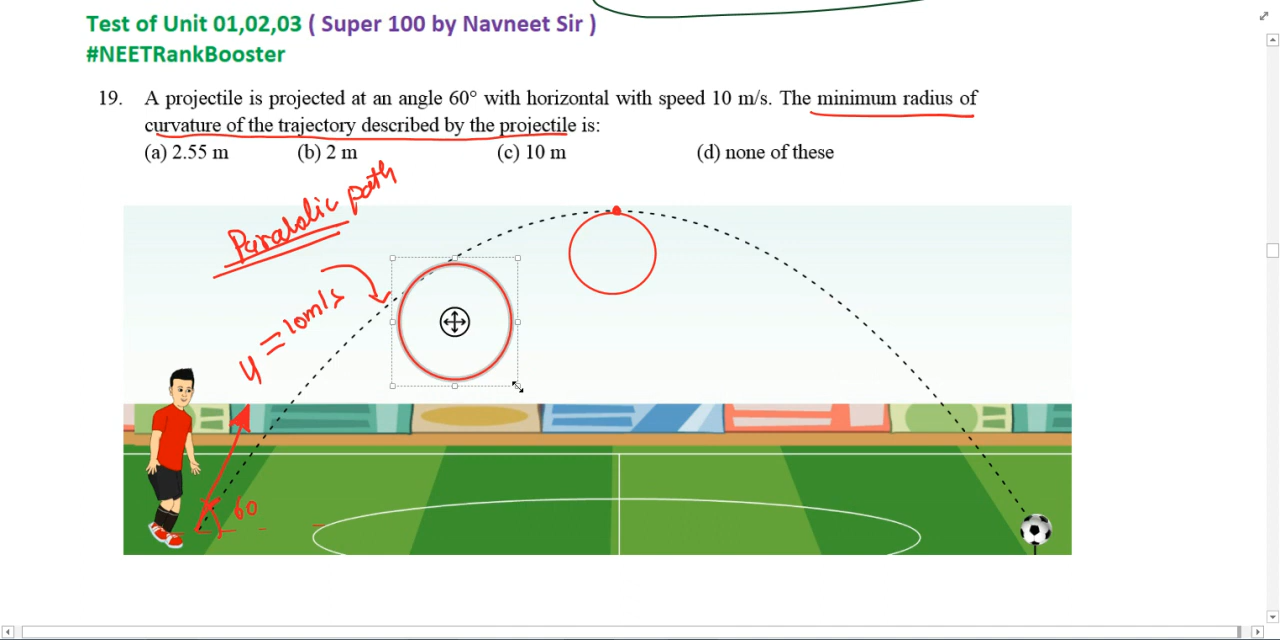 Test of Unit 01,02,03 ( Super 100 by Navneet Sir )
#NEETRankBooster
19. A projectile is projected at an angle 60° with horizontal with speed 10 m/s. The minimum radius of
curvature of the trajectory described by the projectile is:
(a) 2.55 m (b) 2 m (c) 10 m (d) none of these
Parabolic path
u = 10m/s
60